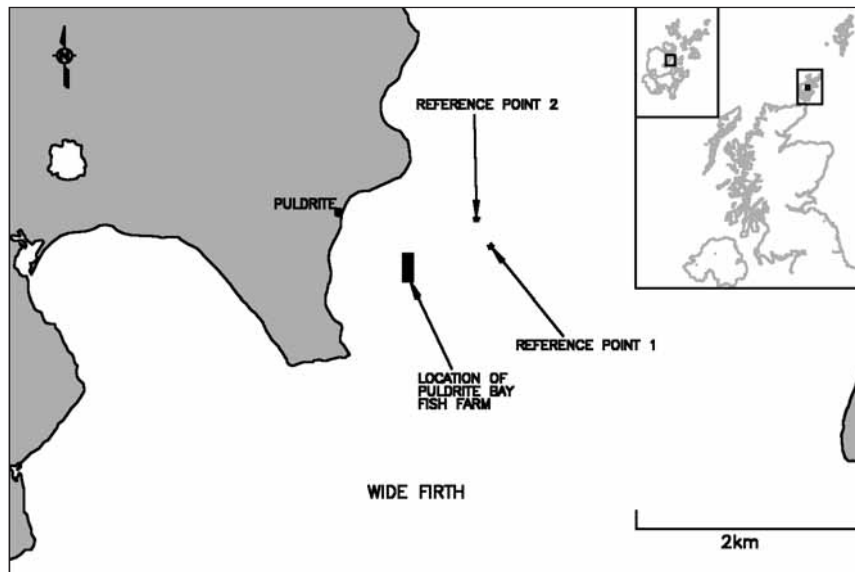 N
REFERENCE POINT 2
PULDRITE
REFERENCE POINT 1
LOCATION OF
PULDRITE BAY
FISH FARM
WIDE FIRTH
2km